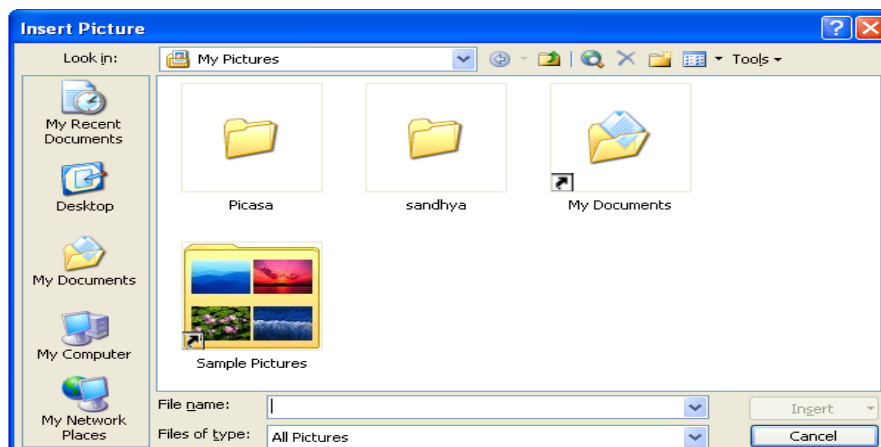 Insert Picture
Look in:
My Pictures
Tools
My Recent
Documents
Desktop
My Documents
My Computer
My Network
Places
Picasa
sandhya
My Documents
Sample Pictures
File name:
Insert
Files of type:
All Pictures
Cancel